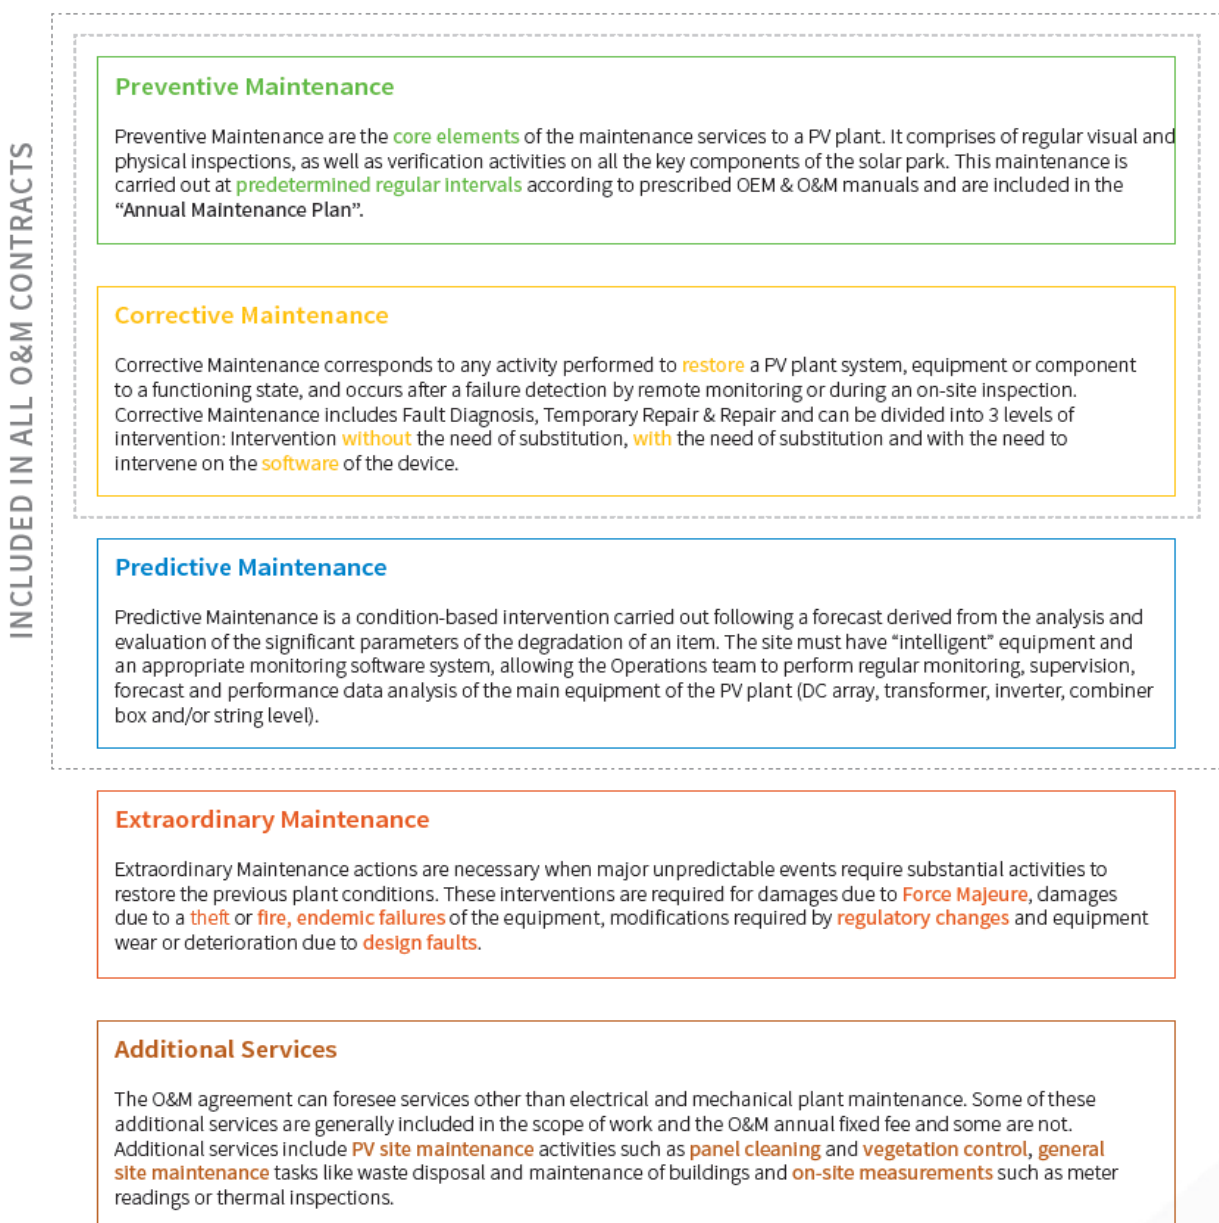 INCLUDED IN ALL O&M CONTRACTS
Preventive Maintenance
Preventive Maintenance are the core elements of the maintenance services to a PV plant. It comprises of regular visual and
physical inspections, as well as verification activities on all the key components of the solar park. This maintenance is
carried out at predetermined regular intervals according to prescribed OEM & O&M manuals and are included in the
“Annual Maintenance Plan”.
Corrective Maintenance
Corrective Maintenance corresponds to any activity performed to restore a PV plant system, equipment or component
to a functioning state, and occurs after a failure detection by remote monitoring or during an on-site inspection.
Corrective Maintenance includes Fault Diagnosis, Temporary Repair & Repair and can be divided into 3 levels of
intervention: Intervention without the need of substitution, with the need of substitution and with the need to
intervene on the software of the device.
Predictive Maintenance
Predictive Maintenance is a condition-based intervention carried out following a forecast derived from the analysis and
evaluation of the significant parameters of the degradation of an item. The site must have “intelligent” equipment and
an appropriate monitoring software system, allowing the Operations team to perform regular monitoring, supervision,
forecast and performance data analysis of the main equipment of the PV plant (DC array, transformer, inverter, combiner
box and/or string level).
Extraordinary Maintenance
Extraordinary Maintenance actions are necessary when major unpredictable events require substantial activities to
restore the previous plant conditions. These interventions are required for damages due to Force Majeure, damages
due to a theft or fire, endemic failures of the equipment, modifications required by regulatory changes and equipment
wear or deterioration due to design faults.
Additional Services
The O&M agreement can foresee services other than electrical and mechanical plant maintenance. Some of these
additional services are generally included in the scope of work and the O&M annual fixed fee and some are not.
Additional services include PV site maintenance activities such as panel cleaning and vegetation control, general
site maintenance tasks like waste disposal and maintenance of buildings and on-site measurements such as meter
readings or thermal inspections.